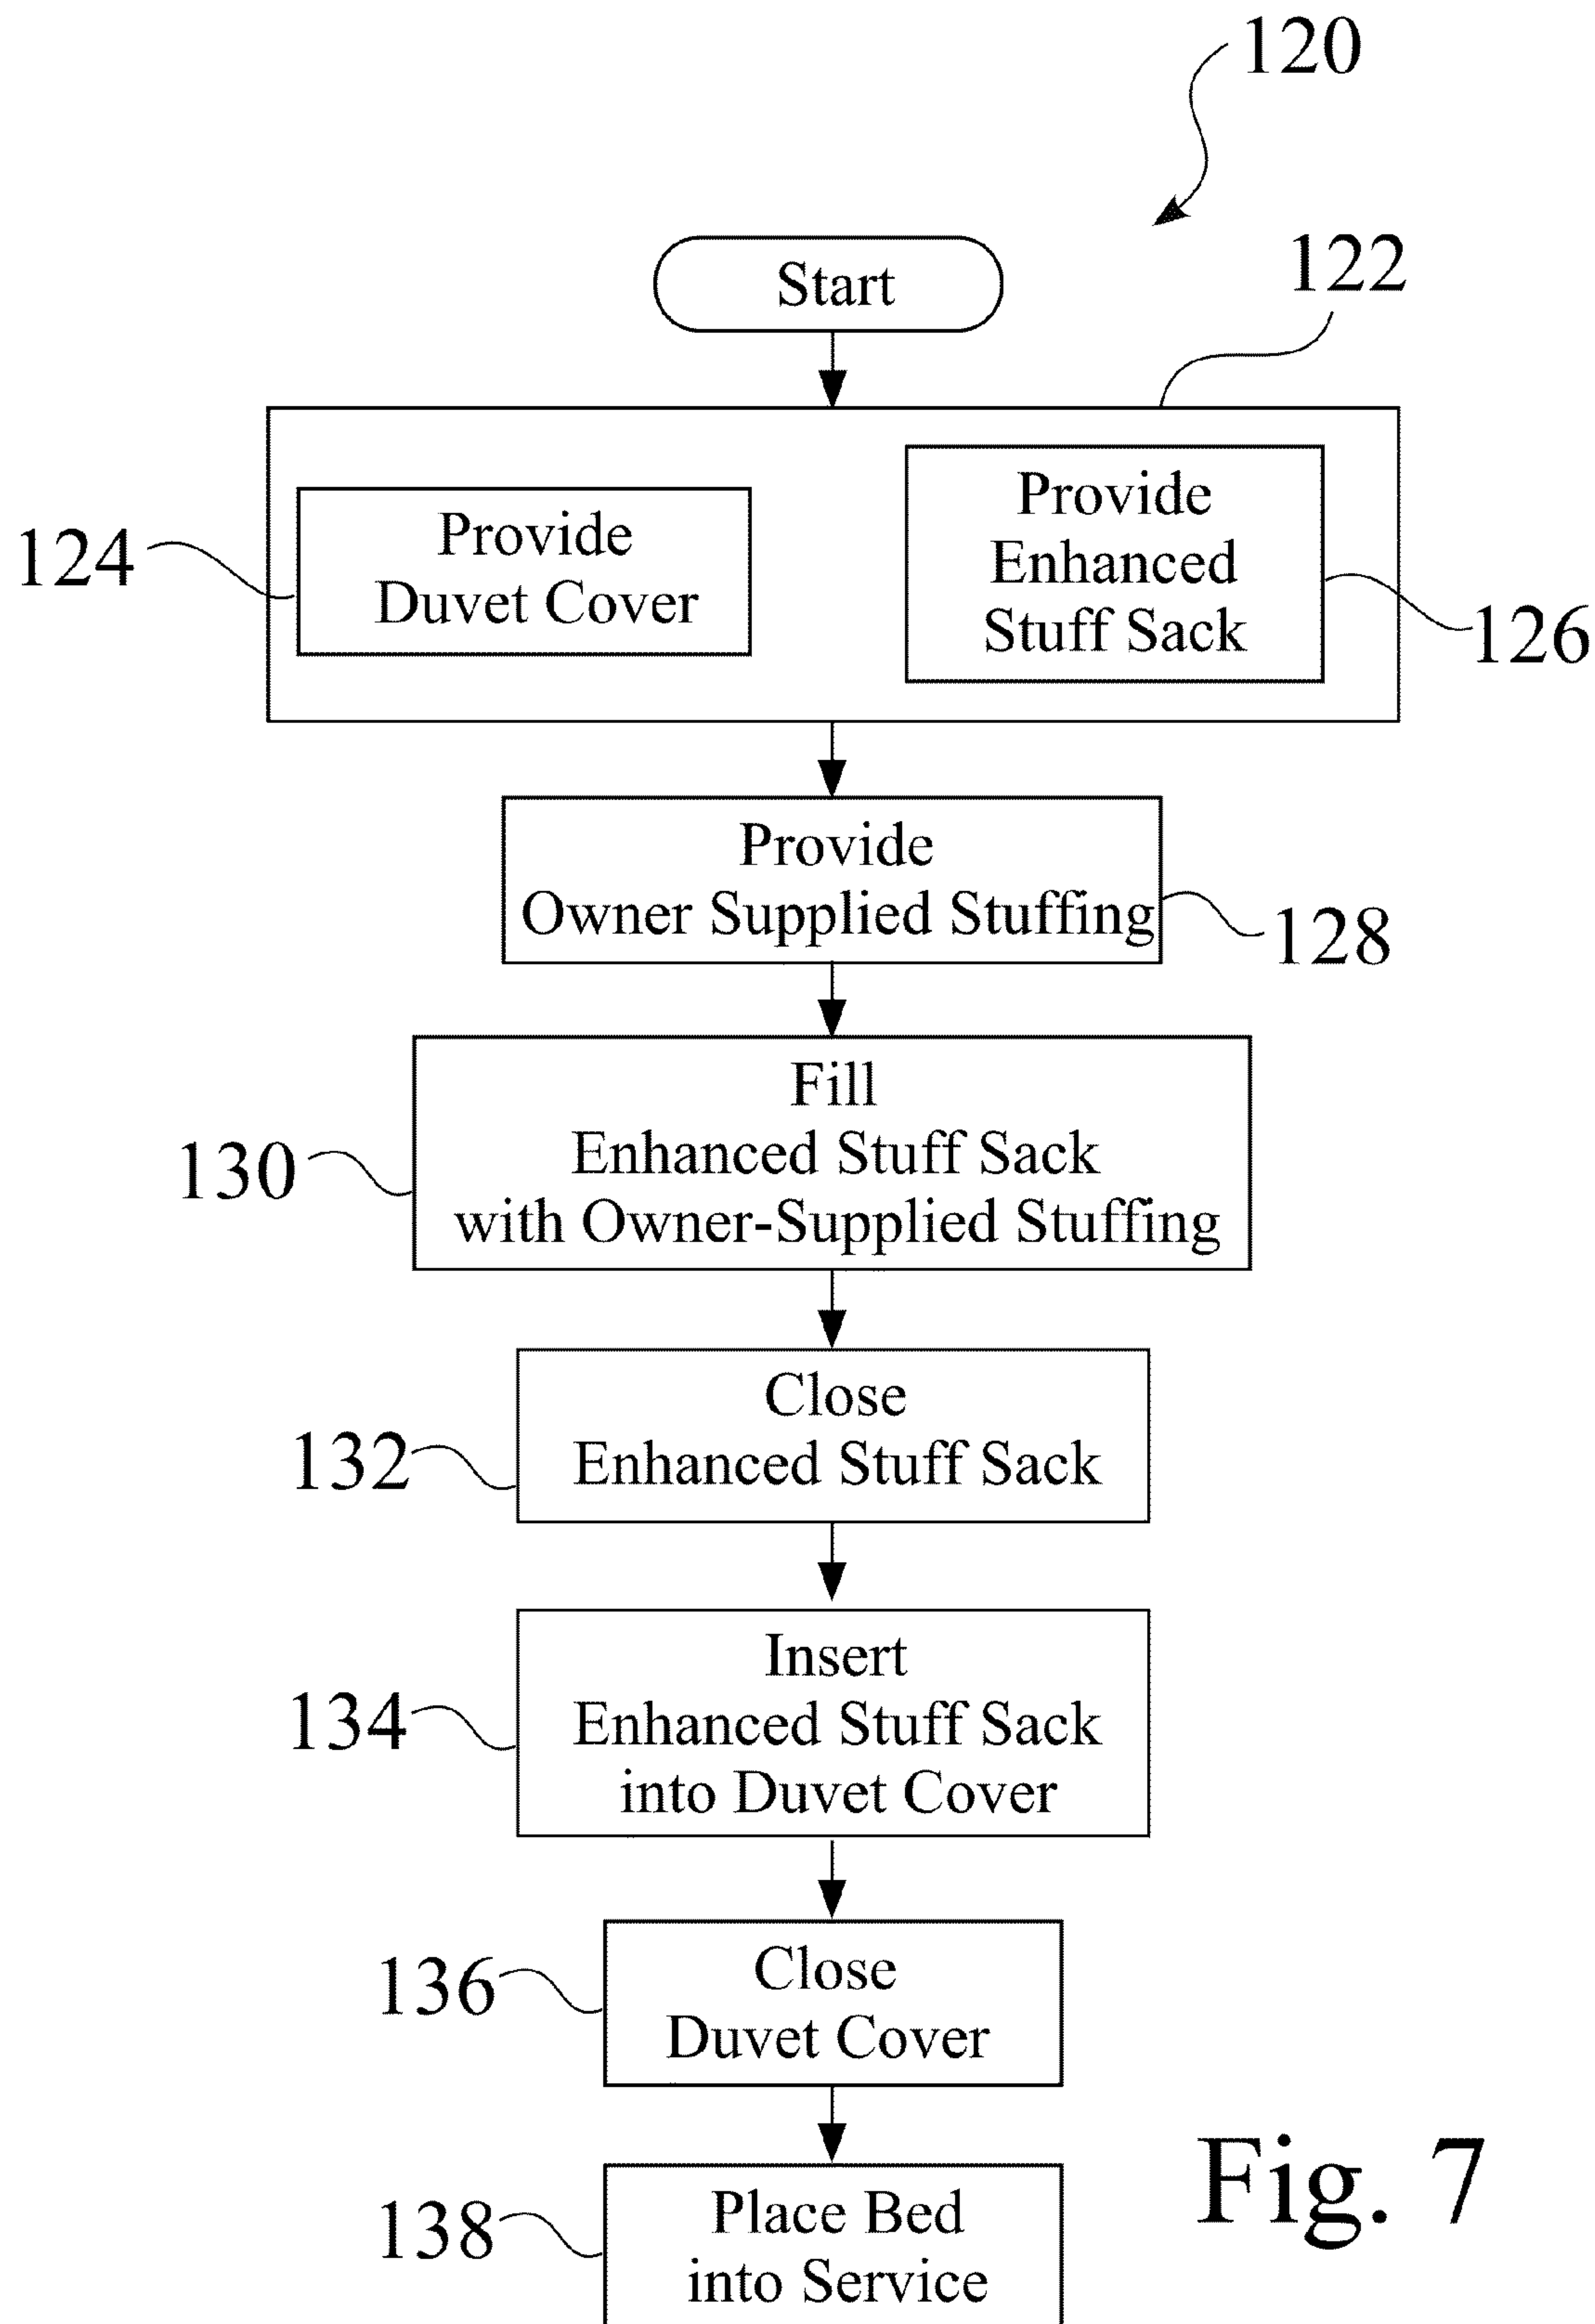 120
Start
122
124
Provide
Duvet Cover
Provide
Enhanced
Stuff Sack
126
Provide
Owner Supplied Stuffing
128
130
Fill
Enhanced Stuff Sack
with Owner-Supplied Stuffing
132
Close
Enhanced Stuff Sack
134
Insert
Enhanced Stuff Sack
into Duvet Cover
136
Close
Duvet Cover
138
Place Bed
into Service
Fig. 7